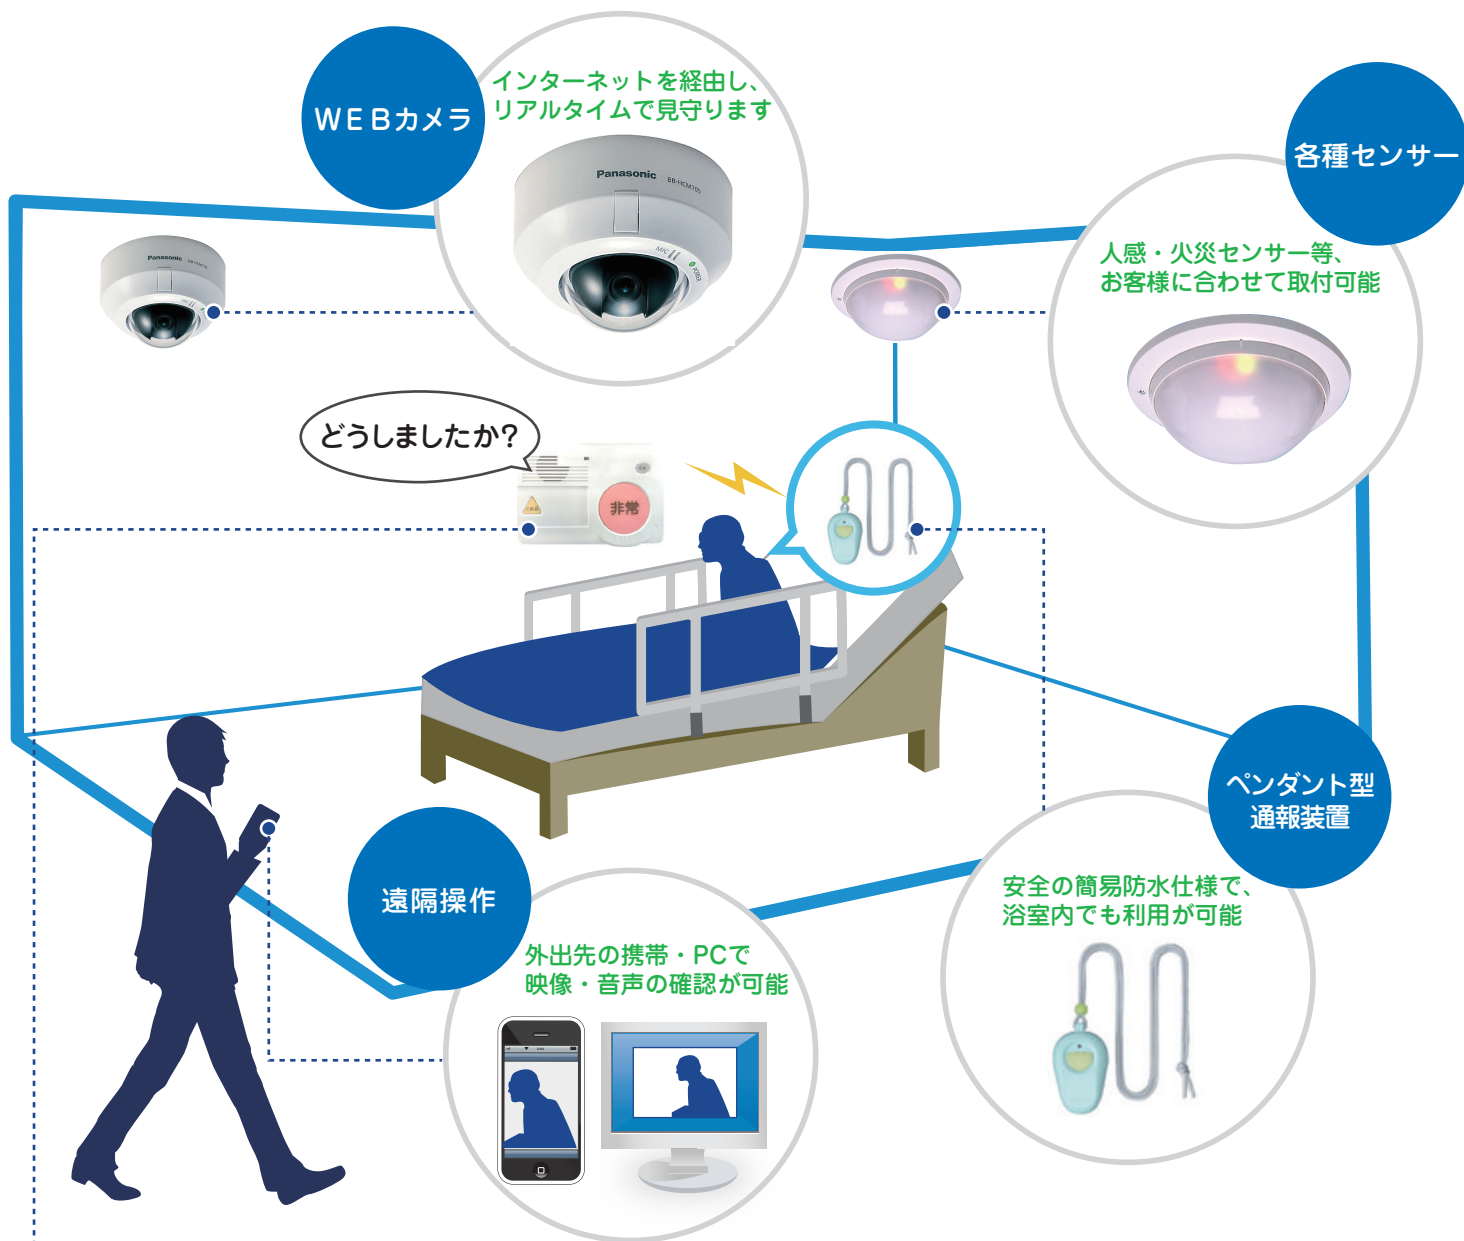 WEBカメラ
インターネットを経由し、
リアルタイムで見守ります
Panasonic
BB-HCM705
MIC
POWER
各種センサー
人感・火災センサー等、
お客様に合わせて取付可能
Panasonic
どうしましたか?
非常
ペンダント型
通報装置
安全の簡易防水仕様で、
浴室内でも利用が可能
遠隔操作
外出先の携帯・PCで
映像・音声の確認が可能